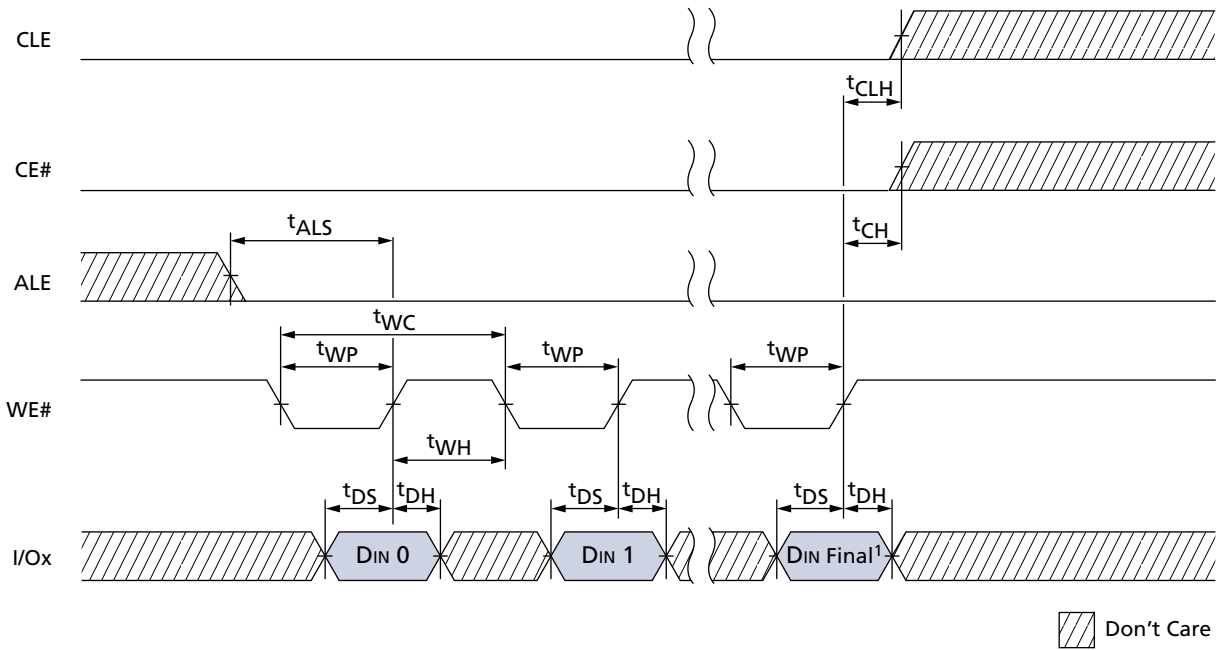 CLE
tCLH
CE#
tCH
tALS
ALE
tWC
tWP
tWP
tWP
WE#
tWH
tDS
tDH
tDS
tDH
tDS
tDH
I/Ox
DIN 0
DIN 1
DIN Final¹
Don't Care